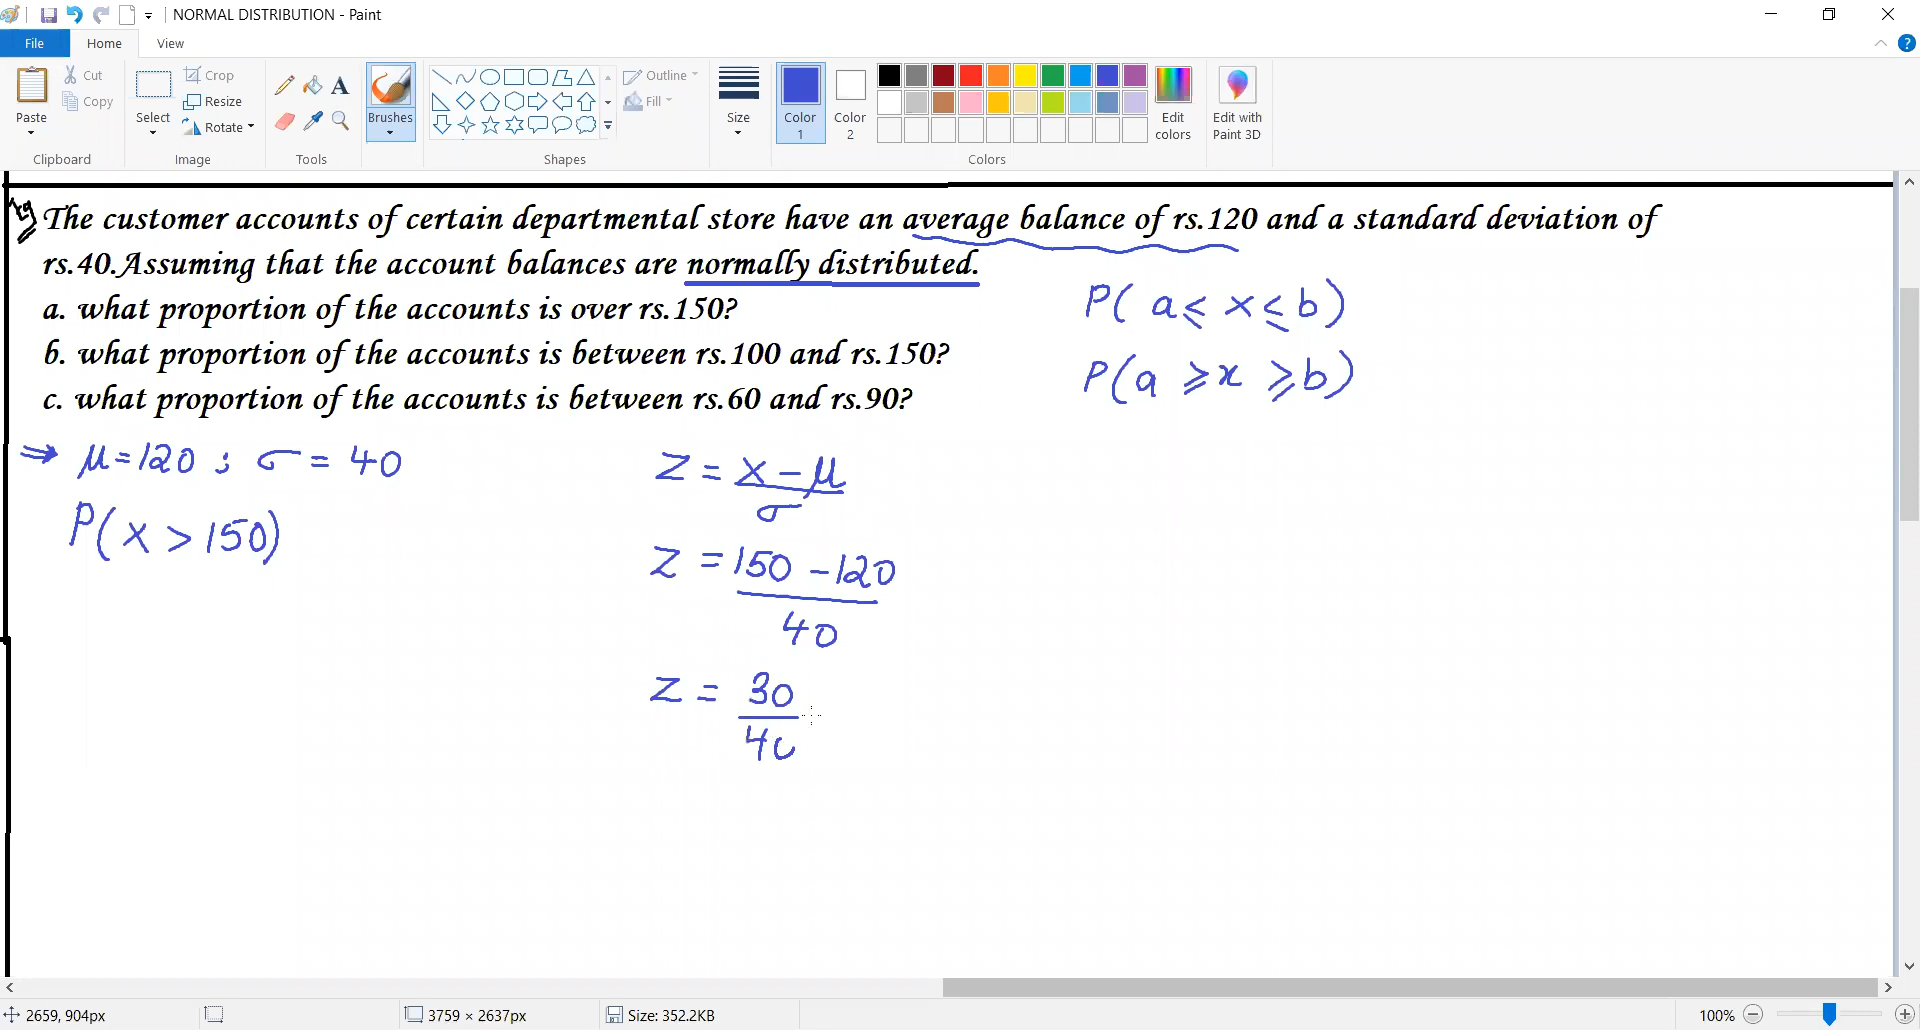 NORMAL DISTRIBUTION - Paint
File Home View
Paste
Cut
Copy
Clipboard
Select
Crop
Resize
Rotate
Image
A
Tools
Brushes
Outline
Fill
Shapes
Size
Color 1
Color 2
Colors
Edit colors
Edit with Paint 3D
The customer accounts of certain departmental store have an average balance of rs.120 and a standard deviation of
rs.40.Assuming that the account balances are normally distributed.
a. what proportion of the accounts is over rs.150?
b. what proportion of the accounts is between rs.100 and rs.150?
c. what proportion of the accounts is between rs.60 and rs.90?
P( a ≤ x ≤ b )
P( a ≥ x ≥ b )
⇒ μ = 120 ; σ = 40
P( x > 150 )
z = x - μ
σ
z = 150 - 120
40
z = 30
40
2659, 904px
3759 × 2637px
Size: 352.2KB
100%